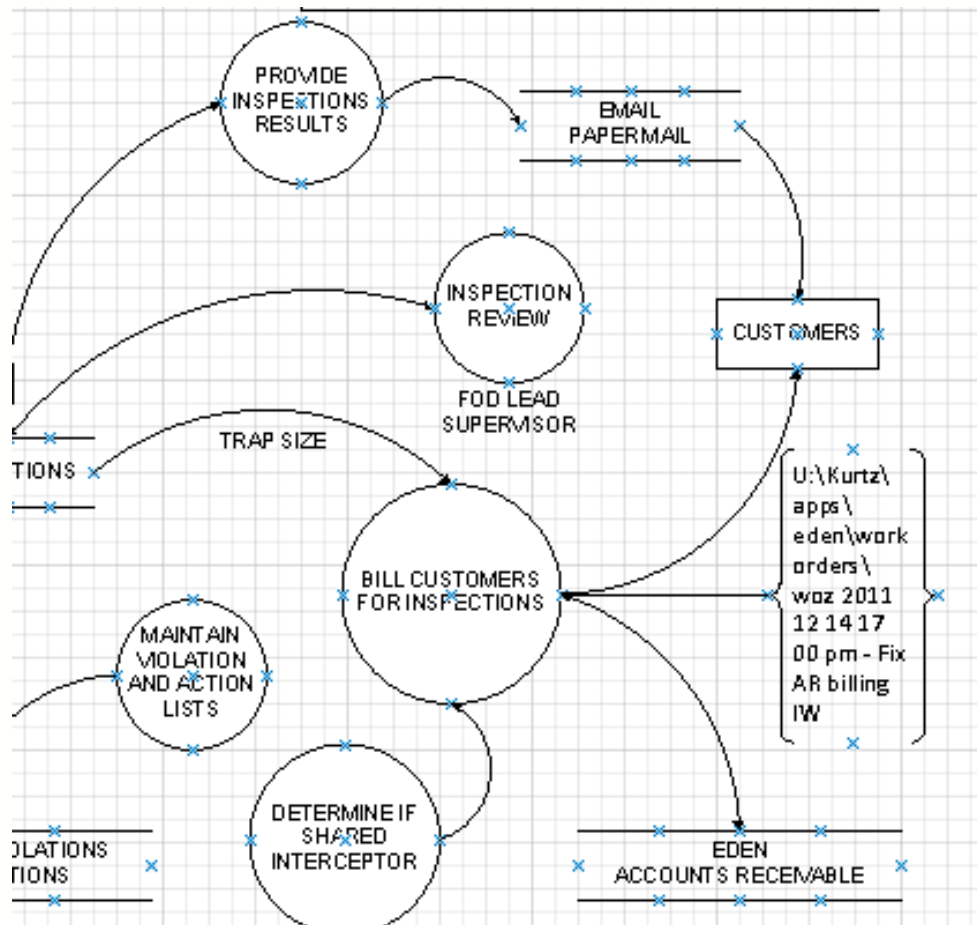 PROVIDE
INSPECTIONS
RESULTS
EMAIL
PAPERMAIL
INSPECTION
REVIEW
CUSTOMERS
FOD LEAD
SUPERVISOR
TRAP SIZE
TIONS
U:\Kurtz\
apps\
eden\work
orders\
woz 2011
12 14 17
00 pm - Fix
AR billing
IW
BILL CUSTOMERS
FOR INSPECTIONS
MAINTAIN
VIOLATION
AND ACTION
LISTS
DETERMINE IF
SHARED
INTERCEPTOR
OLATIONS
TIONS
EDEN
ACCOUNTS RECEIVABLE